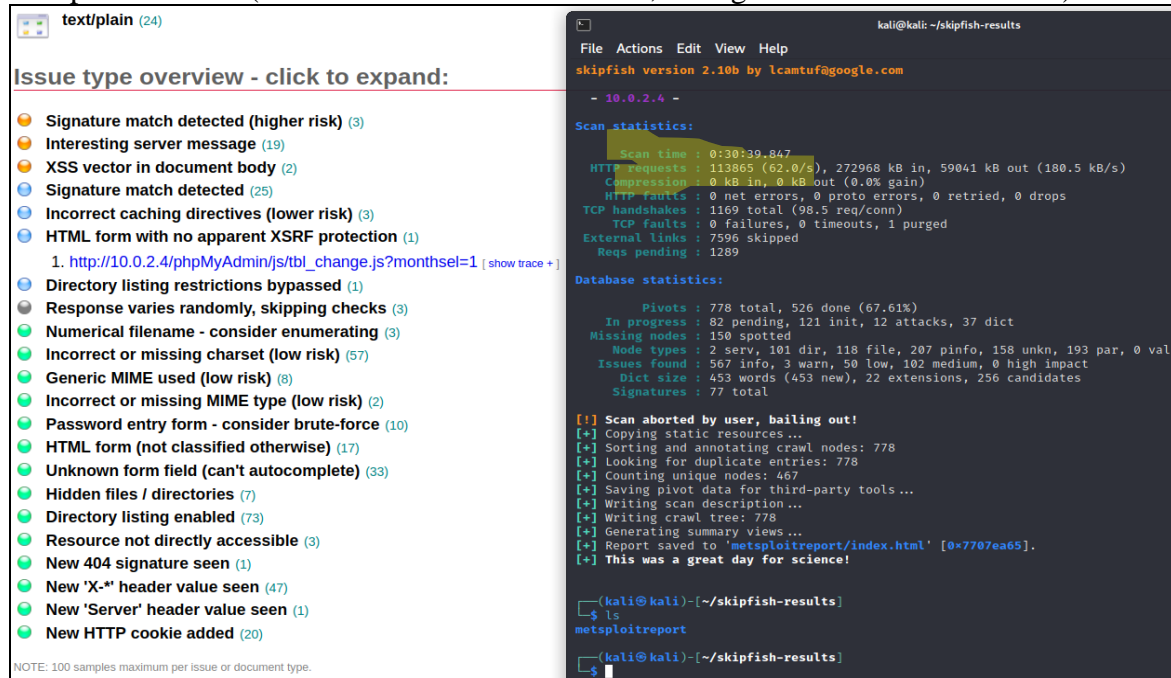 text/plain (24)
Issue type overview - click to expand:
Signature match detected (higher risk) (3)
Interesting server message (19)
XSS vector in document body (2)
Signature match detected (25)
Incorrect caching directives (lower risk) (3)
HTML form with no apparent XSRF protection (1)
1. http://10.0.2.4/phpMyAdmin/js/tbl_change.js?monthsel=1 [ show trace + ]
Directory listing restrictions bypassed (1)
Response varies randomly, skipping checks (3)
Numerical filename - consider enumerating (3)
Incorrect or missing charset (low risk) (57)
Generic MIME used (low risk) (8)
Incorrect or missing MIME type (low risk) (2)
Password entry form - consider brute-force (10)
HTML form (not classified otherwise) (17)
Unknown form field (can't autocomplete) (33)
Hidden files / directories (7)
Directory listing enabled (73)
Resource not directly accessible (3)
New 404 signature seen (1)
New 'X-*' header value seen (47)
New 'Server' header value seen (1)
New HTTP cookie added (20)
NOTE: 100 samples maximum per issue or document type.
kali@kali: ~/skipfish-results
File Actions Edit View Help
skipfish version 2.10b by lcamtuf@google.com
- 10.0.2.4 -
Scan statistics:
Scan time : 0:30:39.847
HTTP requests : 113865 (62.0/s), 272968 kB in, 59041 kB out (180.5 kB/s)
Compression : 0 kB in, 0 kB out (0.0% gain)
HTTP faults : 0 net errors, 0 proto errors, 0 retried, 0 drops
TCP handshakes : 1169 total (98.5 req/conn)
TCP faults : 0 failures, 0 timeouts, 1 purged
External links : 7596 skipped
Reqs pending : 1289
Database statistics:
Pivots : 778 total, 526 done (67.61%)
In progress : 82 pending, 121 init, 12 attacks, 37 dict
Missing nodes : 150 spotted
Node types : 2 serv, 101 dir, 118 file, 207 pinfo, 158 unkn, 193 par, 0 val
Issues found : 567 info, 3 warn, 50 low, 102 medium, 0 high impact
Dict size : 453 words (453 new), 22 extensions, 256 candidates
Signatures : 77 total
[!] Scan aborted by user, bailing out!
[+] Copying static resources...
[+] Sorting and annotating crawl nodes: 778
[+] Looking for duplicate entries: 778
[+] Counting unique nodes: 467
[+] Saving pivot data for third-party tools...
[+] Writing scan description...
[+] Writing crawl tree: 778
[+] Generating summary views...
[+] Report saved to 'metsploitreport/index.html' [0×7707ea65].
[+] This was a great day for science!
(kali㉿kali)-[~/skipfish-results]
$ ls
metsploitreport
(kali㉿kali)-[~/skipfish-results]
$